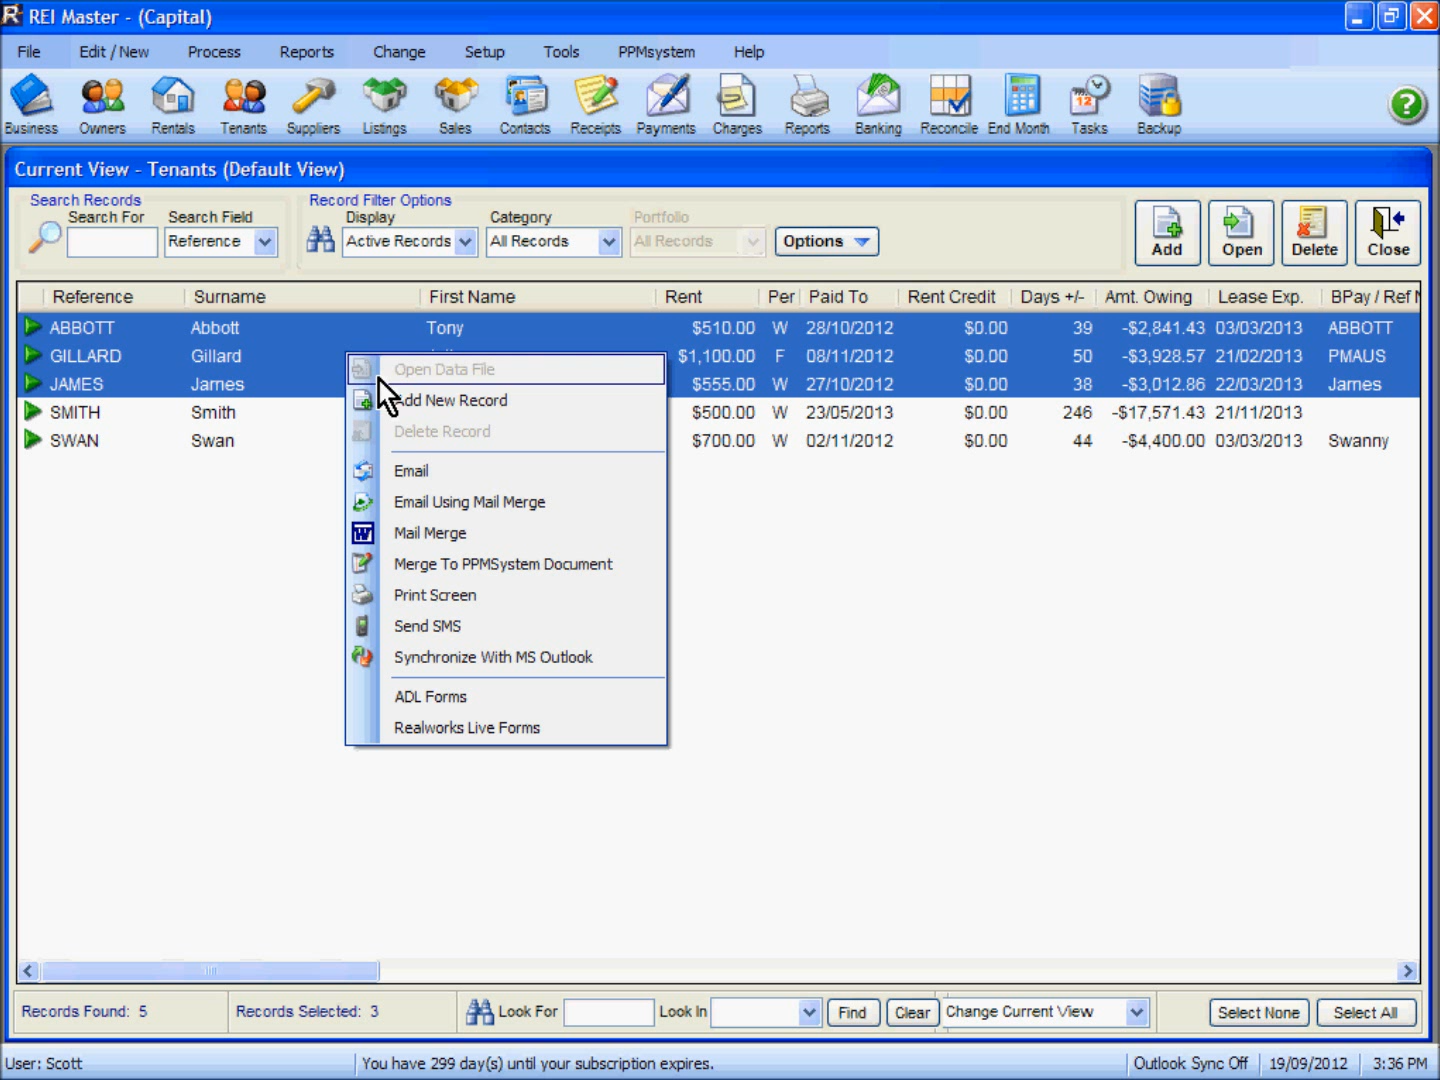 REI Master - (Capital)
File Edit / New Process Reports Change Setup Tools PPMsystem Help
Business Owners Rentals Tenants Suppliers Listings Sales Contacts Receipts Payments Charges Reports Banking Reconcile End Month Tasks Backup
Current View - Tenants (Default View)
Search Records Record Filter Options
Search For Search Field Display Category Portfolio
Reference Active Records All Records All Records Options
Add Open Delete Close
Reference Surname First Name Rent Per Paid To Rent Credit Days +/- Amt. Owing Lease Exp. BPay / Ref
ABBOTT Abbott Tony $510.00 W 28/10/2012 $0.00 39 -$2,841.43 03/03/2013 ABBOTT
GILLARD Gillard $1,100.00 F 08/11/2012 $0.00 50 -$3,928.57 21/02/2013 PMAUS
JAMES James $555.00 W 27/10/2012 $0.00 38 -$3,012.86 22/03/2013 James
SMITH Smith $500.00 W 23/05/2013 $0.00 246 -$17,571.43 21/11/2013
SWAN Swan $700.00 W 02/11/2012 $0.00 44 -$4,400.00 03/03/2013 Swanny
Open Data File
Add New Record
Delete Record
Email
Email Using Mail Merge
Mail Merge
Merge To PPMSystem Document
Print Screen
Send SMS
Synchronize With MS Outlook
ADL Forms
Realworks Live Forms
Records Found: 5 Records Selected: 3 Look For Look In Find Clear Change Current View Select None Select All
User: Scott You have 299 day(s) until your subscription expires. Outlook Sync Off 19/09/2012 3:36 PM